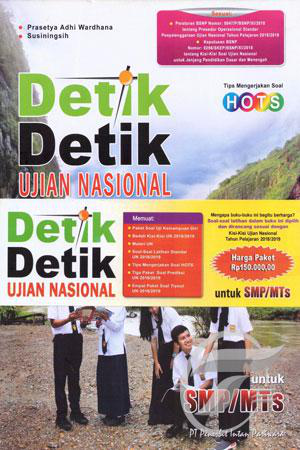 • Prasetya Adhi Wardhana
• Susiningsih
Sesuai:
• Peraturan BSNP Nomor: 0047/P/BSNP/XI/2018
tentang Prosedur Operasional Standar
Penyelenggaraan Ujian Nasional Tahun Pelajaran 2018/2019
• Keputusan BSNP
Nomor: 0296/SKEP/BSNP/XI/2018
tentang Kisi-Kisi Soal Ujian Nasional
untuk Jenjang Pendidikan Dasar dan Menengah
Tips Mengerjakan Soal
HOTS
Detik
Detik
UJIAN NASIONAL
Detik
Detik
UJIAN NASIONAL
Memuat:
• Paket Soal Uji Kemampuan Diri
• Bedah Kisi-Kisi UN 2018/2019
• Materi UN
• Soal-Soal Latihan Standar
UN 2018/2019
• Tips Mengerjakan Soal HOTS
• Tiga Paket Soal Prediksi
UN 2018/2019
• Empat Paket Soal Tryout
UN 2018/2019
Mengapa buku-buku ini begitu berharga?
Soal-soal latihan dalam buku ini dipilih
dan dirancang sesuai dengan
Kisi-Kisi Ujian Nasional
Tahun Pelajaran 2018/2019
Harga Paket
Rp150.000,00
untuk SMP/MTs
untuk
SMP/MTs
PT Penerbit Intan Pariwara